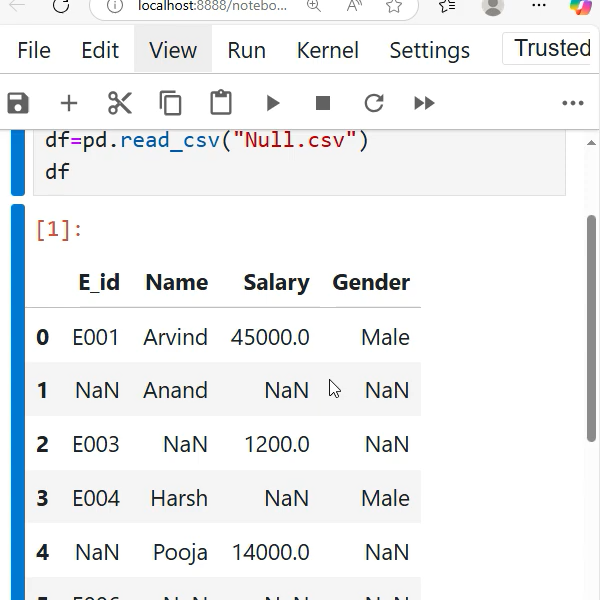 localhost:8888/notebo...
File Edit View Run Kernel Settings Trusted
df=pd.read_csv("Null.csv")
df
[1]:
E_id Name Salary Gender
0 E001 Arvind 45000.0 Male
1 NaN Anand NaN NaN
2 E003 NaN 1200.0 NaN
3 E004 Harsh NaN Male
4 NaN Pooja 14000.0 NaN